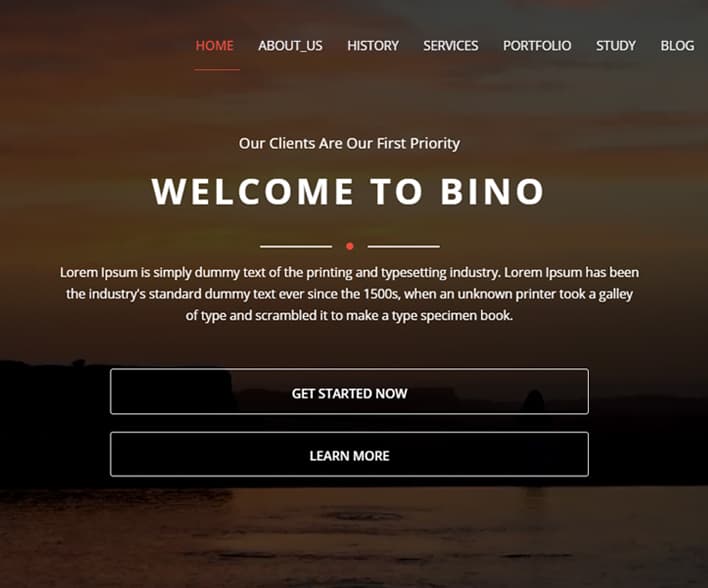 HOME ABOUT_US HISTORY SERVICES PORTFOLIO STUDY BLOG
Our Clients Are Our First Priority
WELCOME TO BINO
Lorem Ipsum is simply dummy text of the printing and typesetting industry. Lorem Ipsum has been
the industry's standard dummy text ever since the 1500s, when an unknown printer took a galley
of type and scrambled it to make a type specimen book.
GET STARTED NOW
LEARN MORE